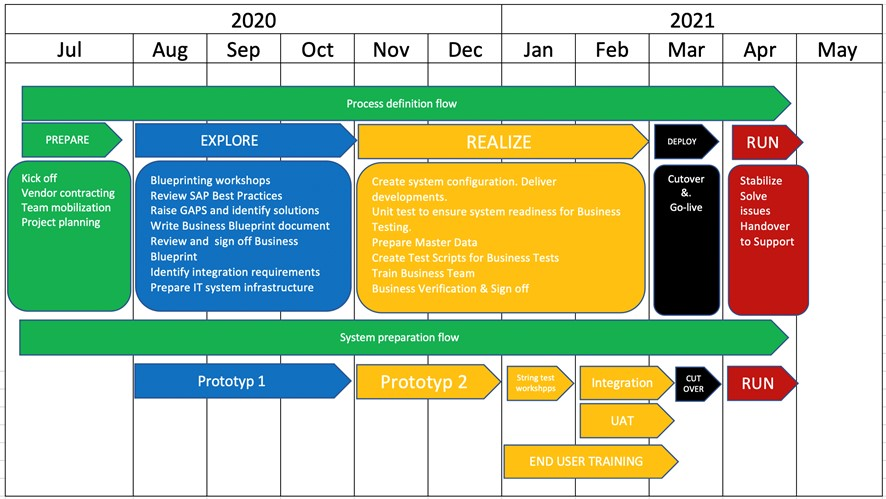 2020 2021
Jul Aug Sep Oct Nov Dec Jan Feb Mar Apr May
Process definition flow
PREPARE EXPLORE REALIZE DEPLOY RUN
Kick off
Vendor contracting
Team mobilization
Project planning
Blueprinting workshops
Review SAP Best Practices
Raise GAPS and identify solutions
Write Business Blueprint document
Review and sign off Business
Blueprint
Identify integration requirements
Prepare IT system infrastructure
Create system configuration. Deliver
developments.
Unit test to ensure system readiness for Business
Testing.
Prepare Master Data
Create Test Scripts for Business Tests
Train Business Team
Business Verification & Sign off
Cutover
&.
Go-live
Stabilize
Solve
issues
Handover
to Support
System preparation flow
Prototyp 1
Prototyp 2
String test
workshpps
Integration
CUT
OVER
RUN
UAT
END USER TRAINING